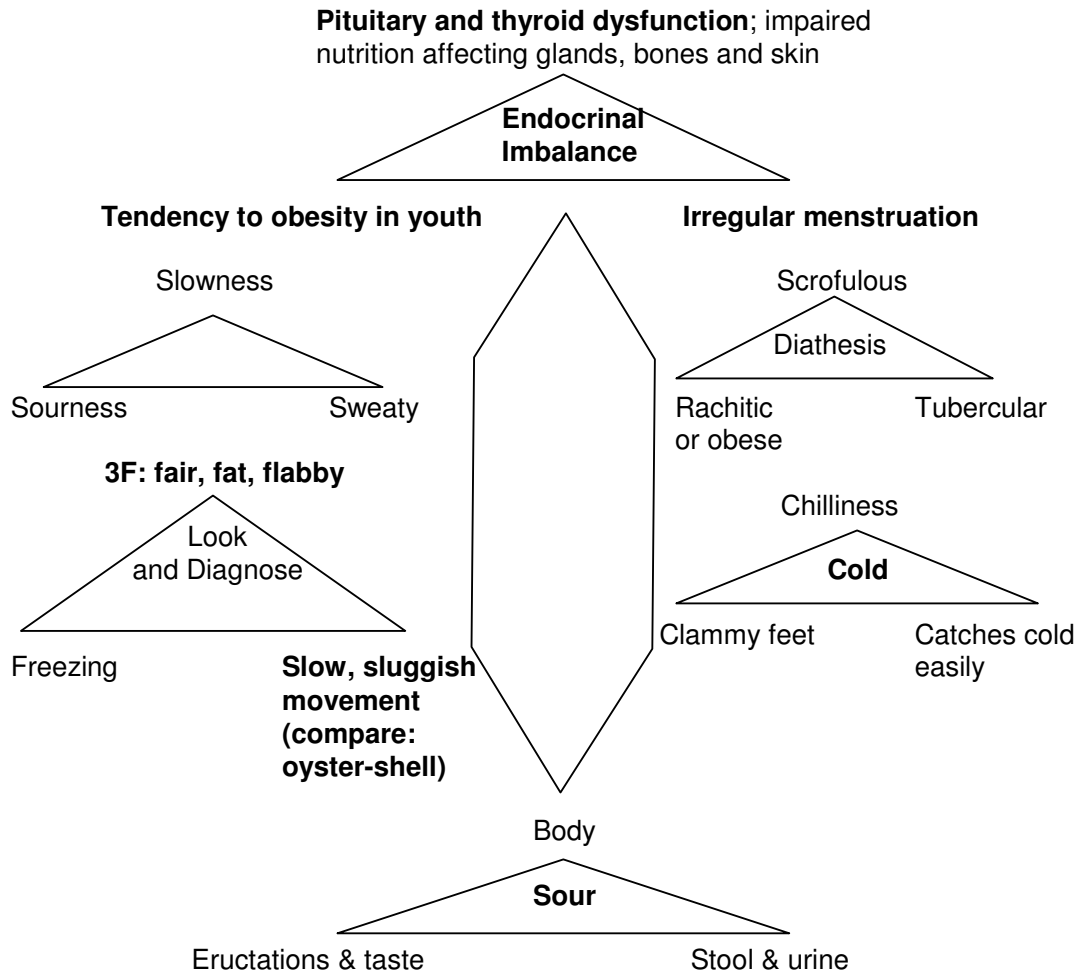 Pituitary and thyroid dysfunction; impaired
nutrition affecting glands, bones and skin
Endocrinal
Imbalance
Tendency to obesity in youth
Irregular menstruation
Slowness
Sourness
Sweaty
Scrofulous
Diathesis
Rachitic
or obese
Tubercular
3F: fair, fat, flabby
Look
and Diagnose
Freezing
Slow, sluggish
movement
(compare:
oyster-shell)
Chilliness
Cold
Clammy feet
Catches cold
easily
Body
Sour
Eructations & taste
Stool & urine